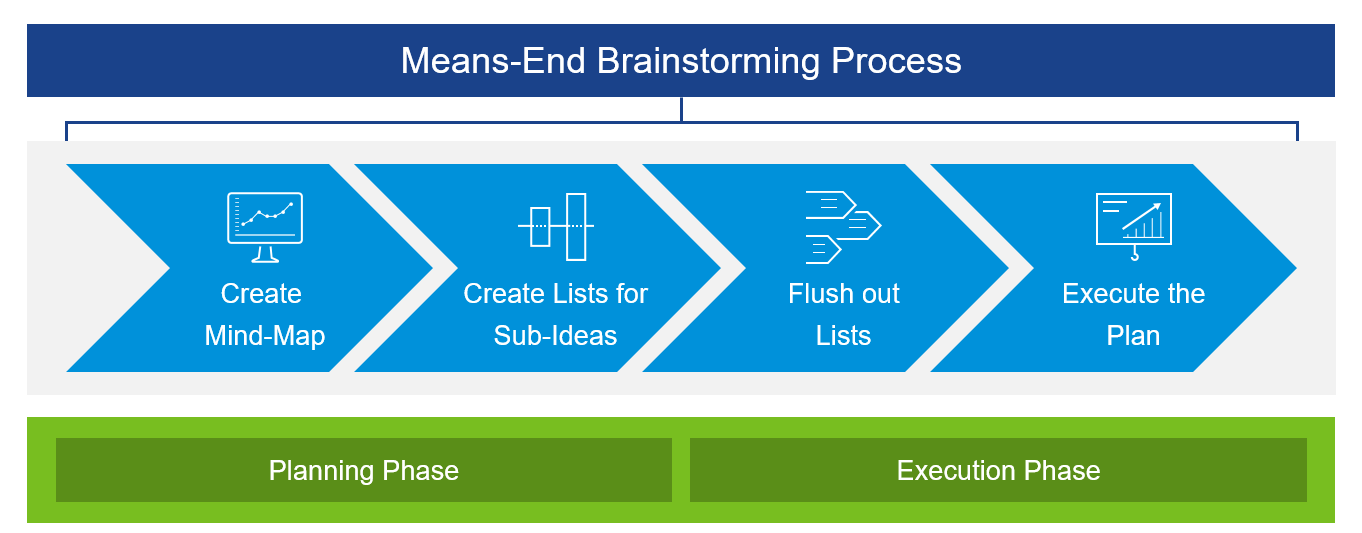 Means-End Brainstorming Process
Create
Mind-Map
Create Lists for
Sub-Ideas
Flush out
Lists
Execute the
Plan
Planning Phase
Execution Phase